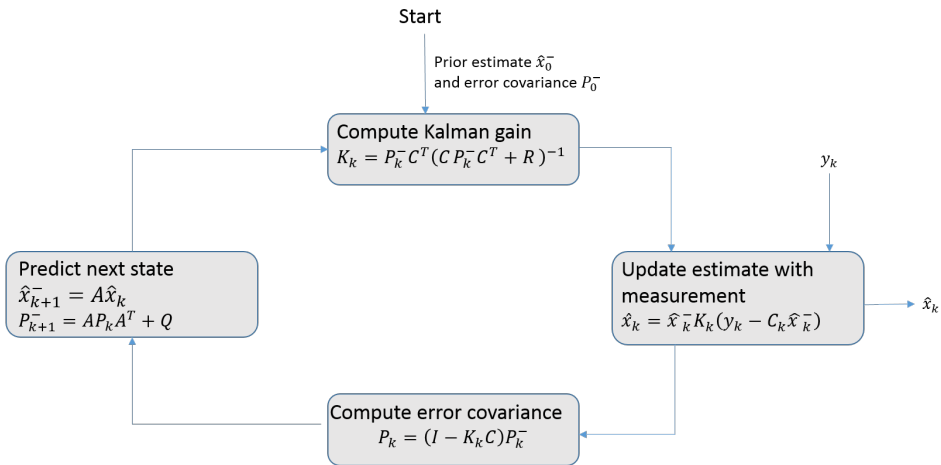 Start
Prior estimate x̂₀⁻
and error covariance P₀⁻
Compute Kalman gain
Kₖ = Pₖ⁻Cᵀ(C Pₖ⁻Cᵀ + R )⁻¹
yₖ
Update estimate with
measurement
x̂ₖ = x̂ₖ⁻Kₖ(yₖ − Cₖx̂ₖ⁻)
x̂ₖ
Compute error covariance
Pₖ = (I − KₖC)Pₖ⁻
Predict next state
x̂ₖ₊₁⁻ = Ax̂ₖ
Pₖ₊₁⁻ = APₖAᵀ + Q